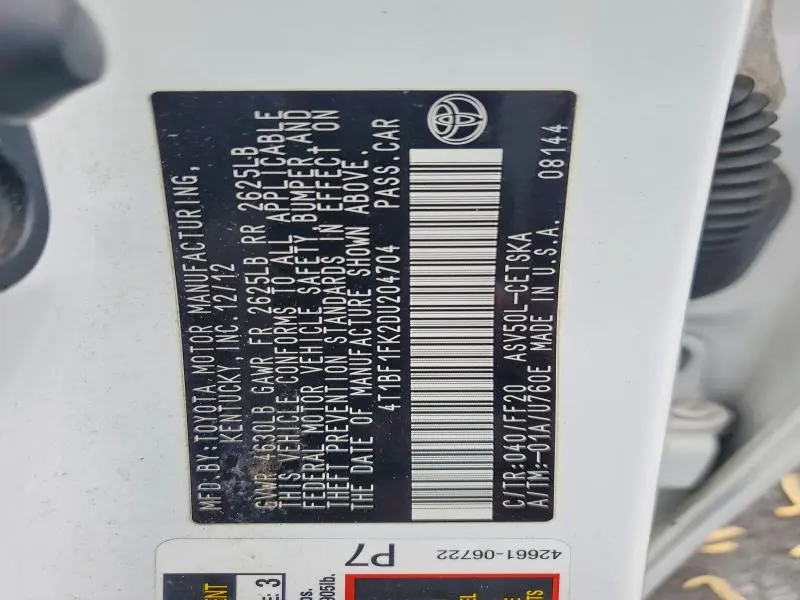 MFD. BY: TOYOTA MOTOR MANUFACTURING,
KENTUCKY, INC. 12/12
GVWR 4630LB GAWR FR 2625LB RR 2625LB
THIS VEHICLE CONFORMS TO ALL APPLICABLE
FEDERAL MOTOR VEHICLE SAFETY, BUMPER, AND
THEFT PREVENTION STANDARDS IN EFFECT ON
THE DATE OF MANUFACTURE SHOWN ABOVE.
4T1BF1FK2DU204704 PASS.CAR
C/TR:040/FF20 ASV50L-CETSKA
A/TM:-01A/U760E MADE IN U.S.A. 08144
42661-06722
P7
3